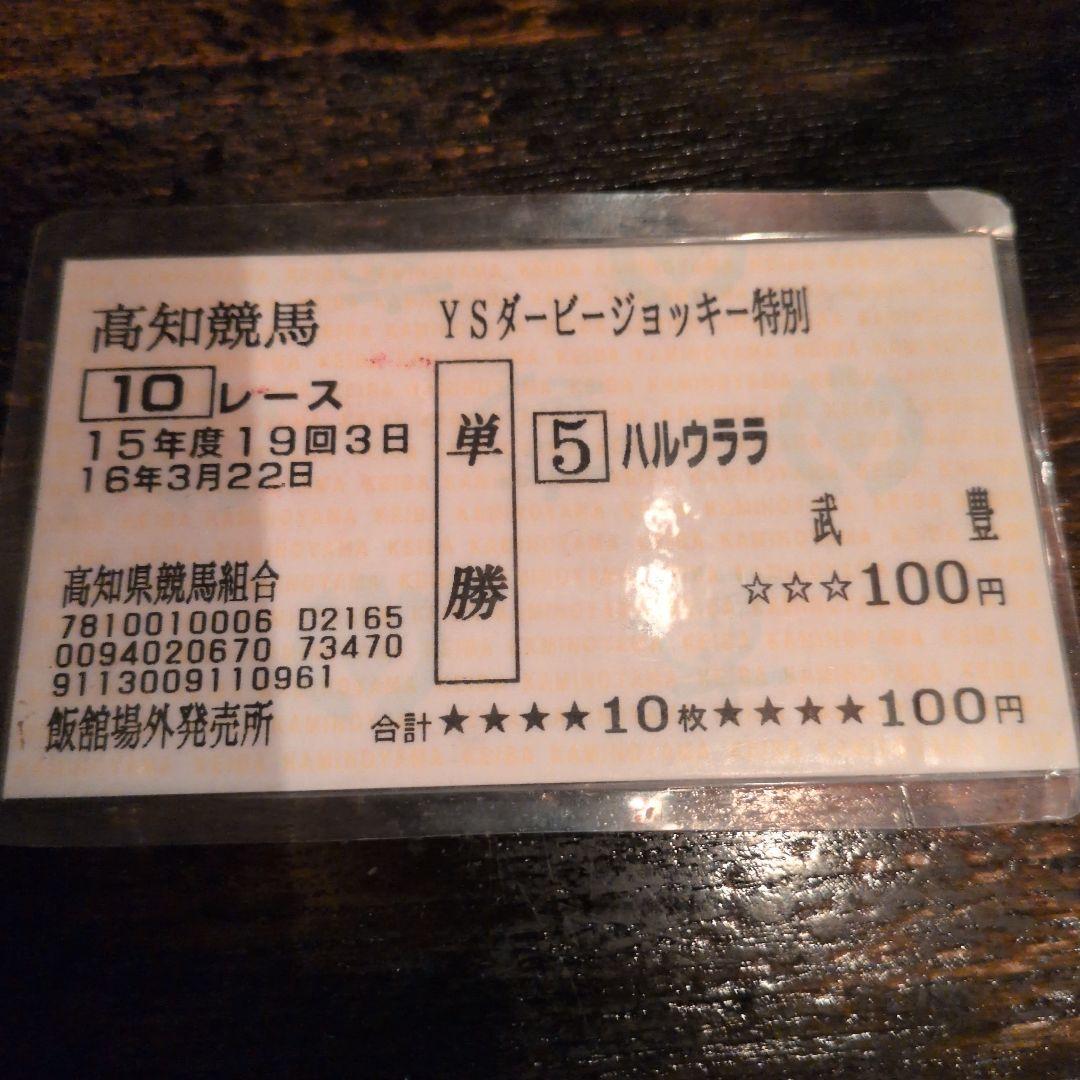 高知競馬
YSダービージョッキー特別
10レース
15年度19回3日
16年3月22日
単勝
5 ハルウララ
武 豊
☆☆☆100円
高知県競馬組合
7810010006 D2165
0094020670 73470
9113009110961
飯舘場外発売所
合計★★★★10枚★★★★100円